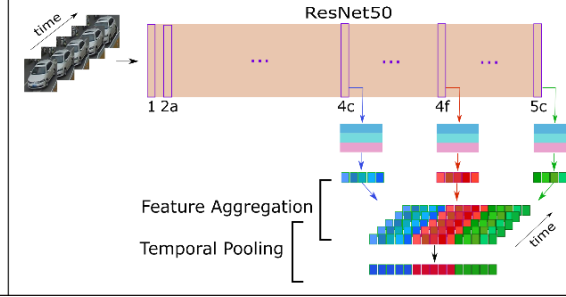 ResNet50
time
...
...
...
1 2a 4c 4f 5c
Feature Aggregation
Temporal Pooling
time